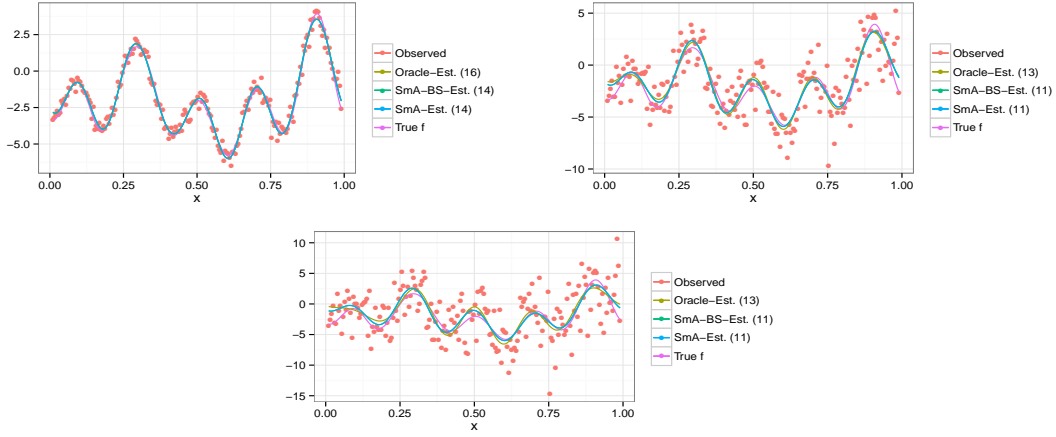 2.5
0.0
−2.5
−5.0
0.00 0.25 0.50 0.75 1.00
x
Observed
Oracle−Est. (16)
SmA−BS−Est. (14)
SmA−Est. (14)
True f
5
0
−5
−10
0.00 0.25 0.50 0.75 1.00
x
Observed
Oracle−Est. (13)
SmA−BS−Est. (11)
SmA−Est. (11)
True f
10
5
0
−5
−10
−15
0.00 0.25 0.50 0.75 1.00
x
Observed
Oracle−Est. (13)
SmA−BS−Est. (11)
SmA−Est. (11)
True f